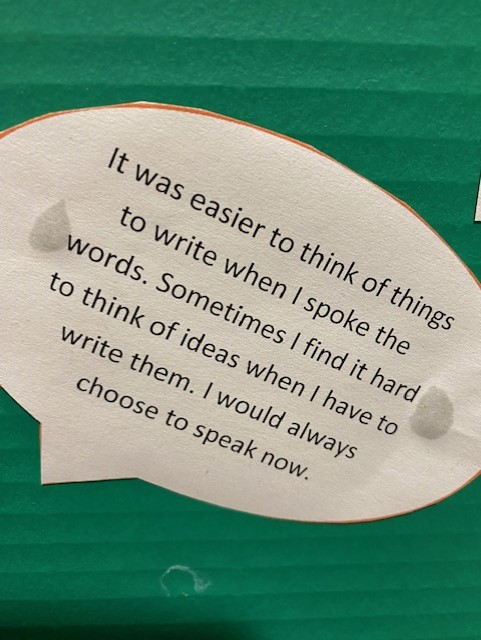 It was easier to think of things
to write when I spoke the
words. Sometimes I find it hard
to think of ideas when I have to
write them. I would always
choose to speak now.